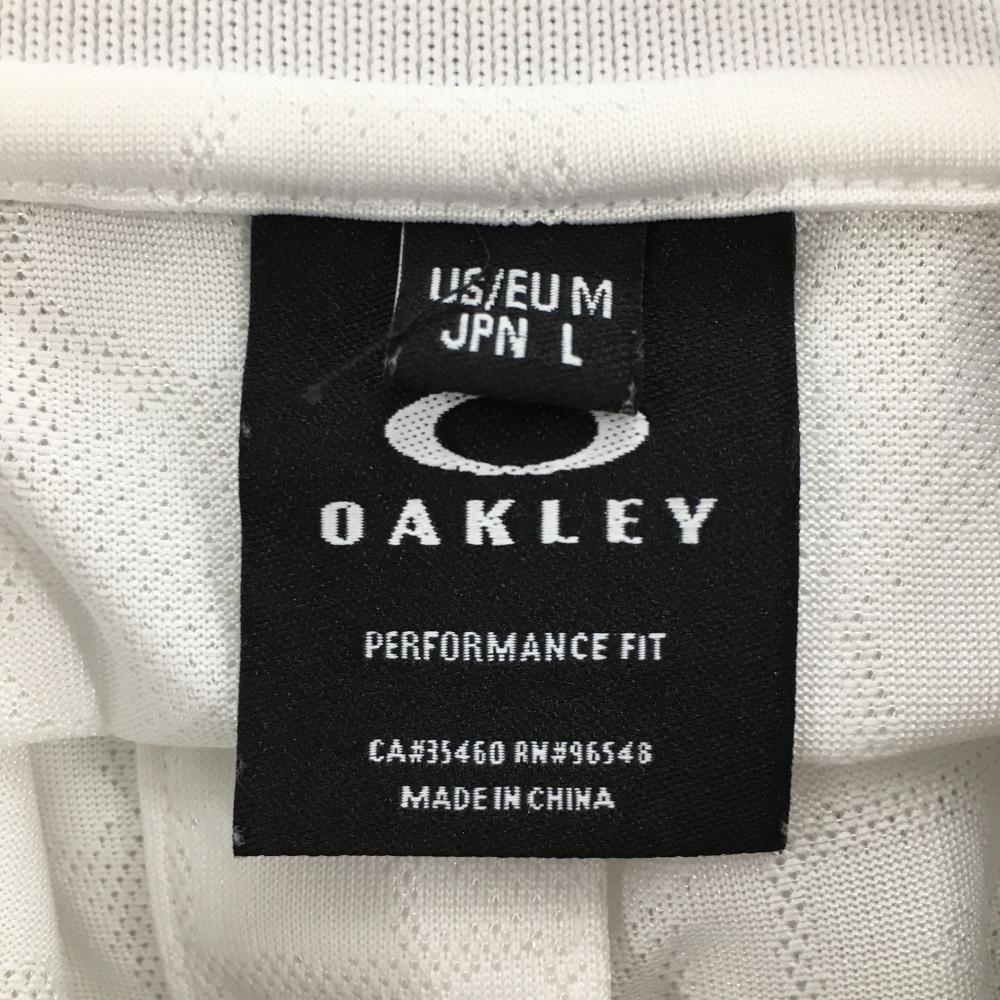 US/EU M
JPN L
OAKLEY
PERFORMANCE FIT
CA#35460 RN#96548
MADE IN CHINA